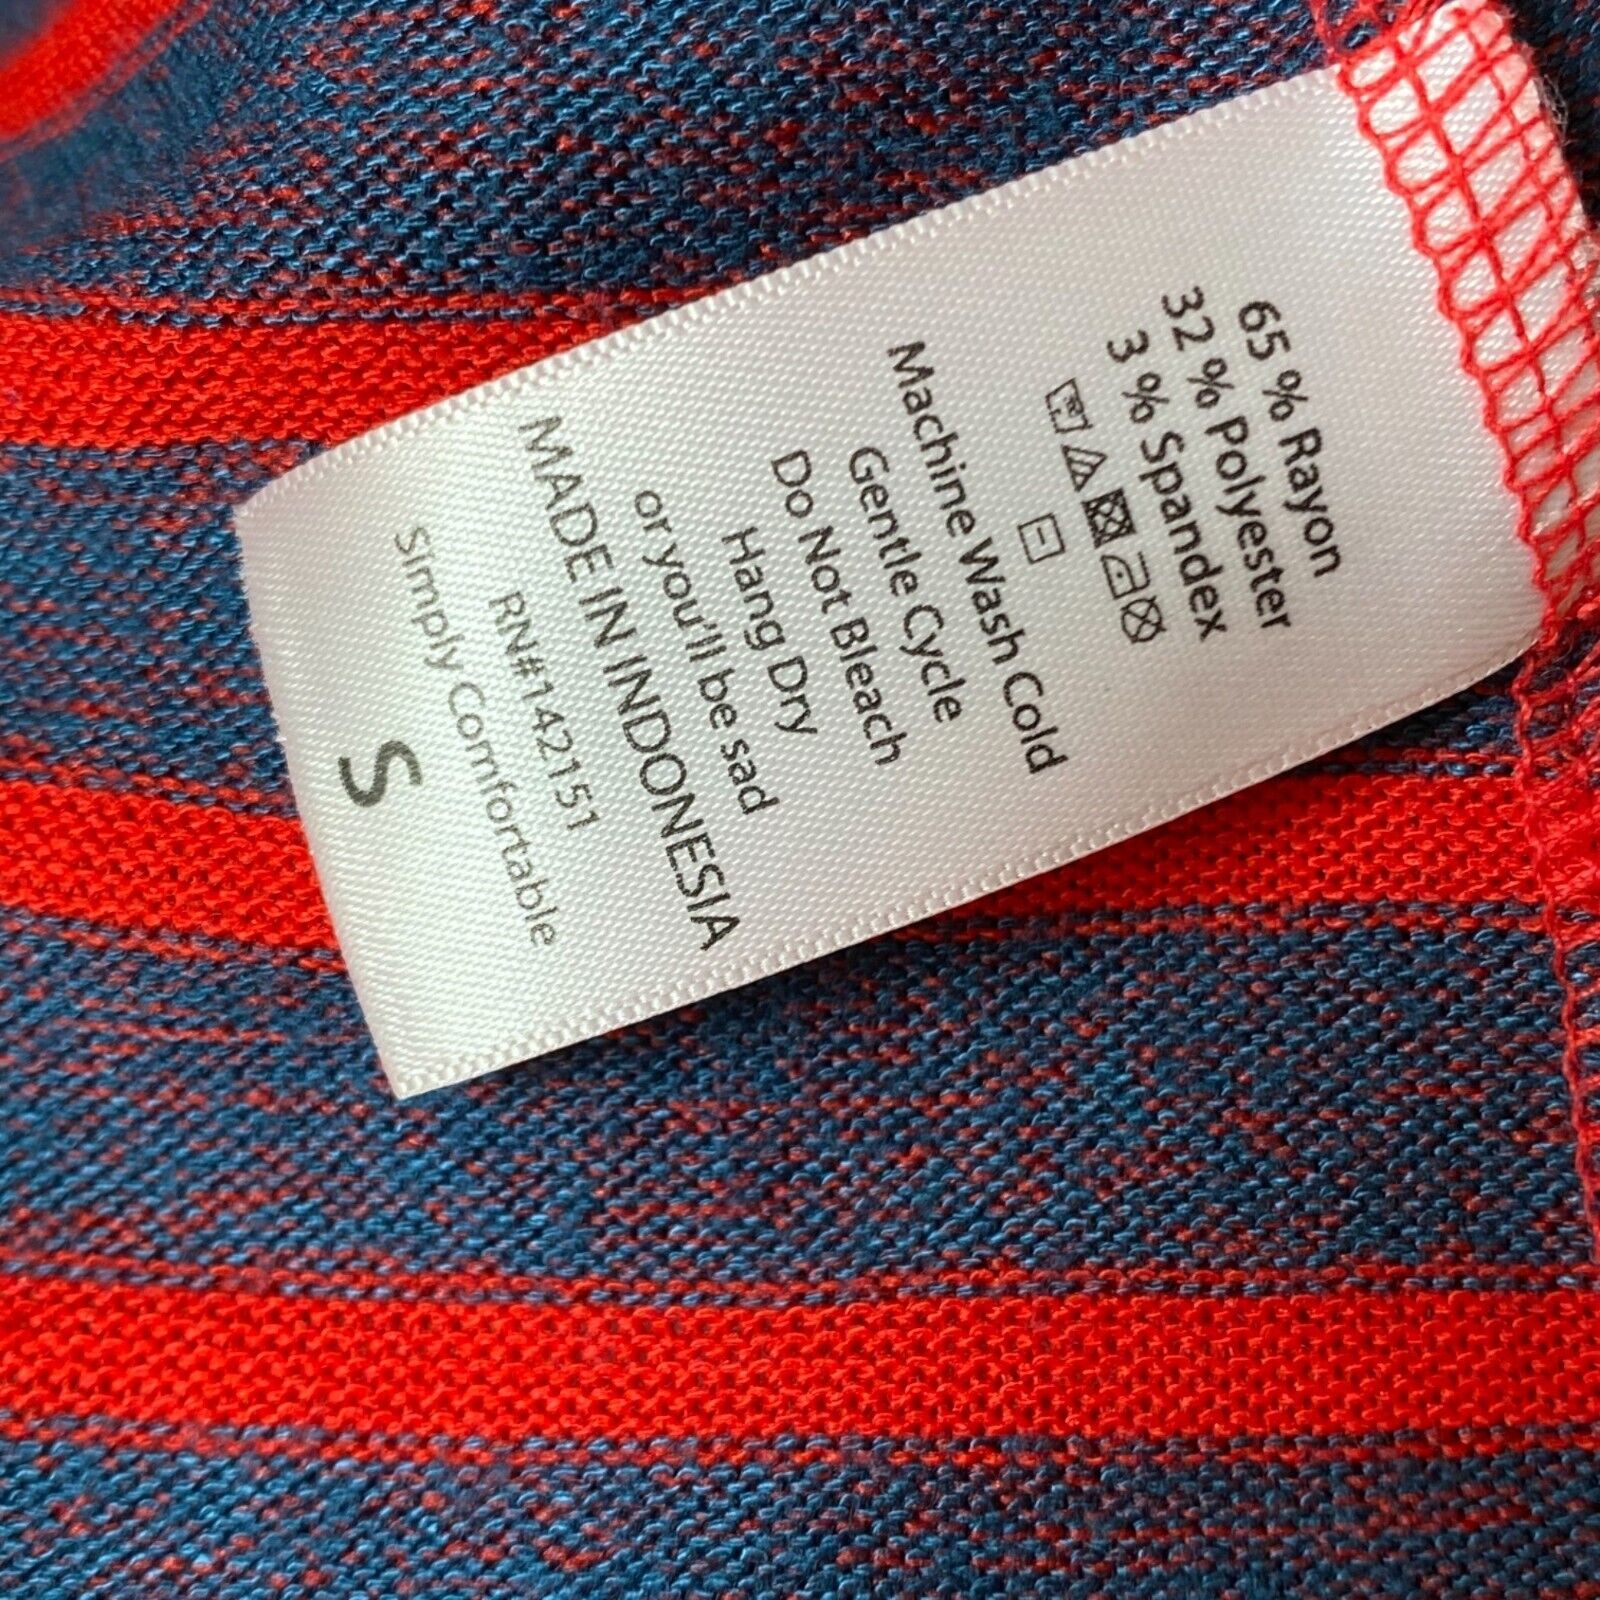 65 % Rayon
32 % Polyester
3 % Spandex
Machine Wash Cold
Gentle Cycle
Do Not Bleach
Hang Dry
or you'll be sad
MADE IN INDONESIA
RN#142151
Simply Comfortable
S